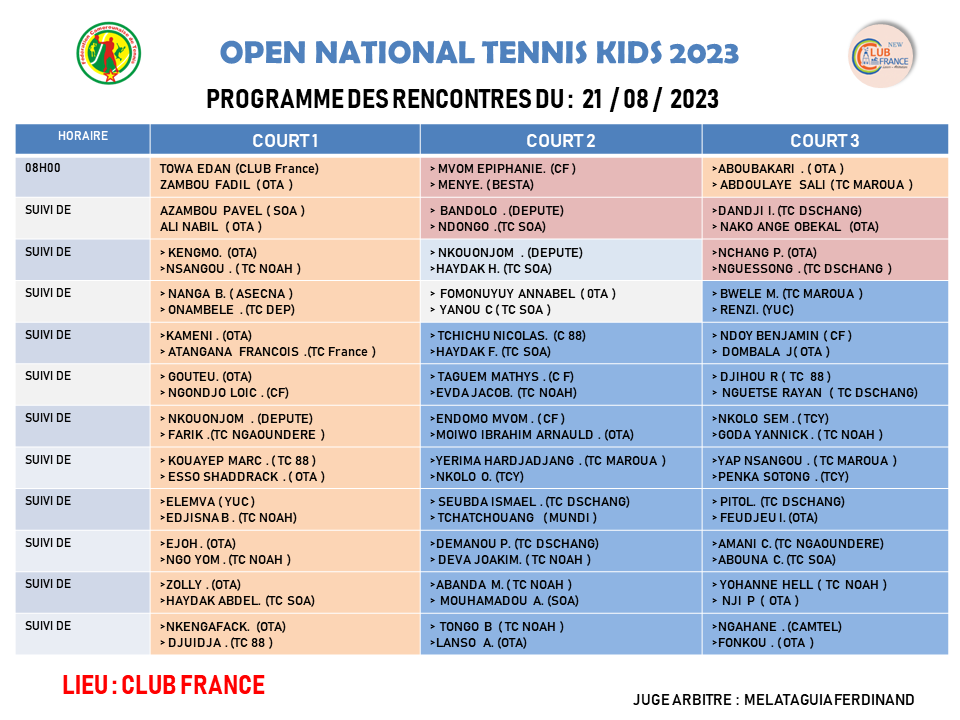 Fédération Camerounaise de Tennis
OPEN NATIONAL TENNIS KIDS 2023
NEW
CLUB
FRANCE
PROGRAMME DES RENCONTRES DU : 21 / 08 / 2023
HORAIRE COURT 1 COURT 2 COURT 3
08H00 TOWA EDAN (CLUB France) > MVOM EPIPHANIE. (CF ) >ABOUBAKARI . ( OTA )
ZAMBOU FADIL ( OTA ) > MENYE. ( BESTA) > ABDOULAYE SALI ( TC MAROUA )
SUIVI DE AZAMBOU PAVEL ( SOA ) > BANDOLO . (DEPUTE) >DANDJI I. (TC DSCHANG)
ALI NABIL ( OTA ) > NDONGO .(TC SOA) > NAKO ANGE OBEKAL (OTA)
SUIVI DE > KENGMO. (OTA) > NKOUONJOM . (DEPUTE) >NCHANG P. (OTA)
>NSANGOU . ( TC NOAH ) >HAYDAK H. (TC SOA) >NGUESSONG . (TC DSCHANG )
SUIVI DE > NANGA B. ( ASECNA ) > FOMONUYUY ANNABEL ( 0TA ) > BWELE M. (TC MAROUA )
> ONAMBELE . (TC DEP) > YANOU C ( TC SOA ) > RENZI. (YUC)
SUIVI DE >KAMENI . (OTA) > TCHICHU NICOLAS. (C 88) > NDOY BENJAMIN ( CF )
> ATANGANA FRANCOIS .(TC France ) >HAYDAK F. (TC SOA) > DOMBALA J( OTA )
SUIVI DE > GOUTEU. (OTA) > TAGUEM MATHYS . (C F) > DJIHOU R ( TC 88 )
> NGONDJO LOIC . (CF) >EVDA JACOB. (TC NOAH) > NGUETSE RAYAN ( TC DSCHANG)
SUIVI DE > NKOUONJOM . (DEPUTE) >ENDOMO MVOM . ( CF ) >NKOLO SEM . ( TCY)
> FARIK .(TC NGAOUNDERE ) >MOIWO IBRAHIM ARNAULD . (OTA) >GODA YANNICK . ( TC NOAH )
SUIVI DE > KOUAYEP MARC . ( TC 88 ) >YERIMA HARDJADJANG . (TC MAROUA ) >YAP NSANGOU . ( TC MAROUA )
> ESSO SHADDRACK . ( OTA ) >NKOLO O. (TCY) >PENKA SOTONG . (TCY)
SUIVI DE >ELEMVA ( YUC ) > SEUBDA ISMAEL . (TC DSCHANG) > PITOL. (TC DSCHANG)
>EDJISNA B . (TC NOAH) > TCHATCHOUANG ( MUNDI ) > FEUDJEU I. (OTA)
SUIVI DE >EJOH . (OTA) >DEMANOU P. (TC DSCHANG) >AMANI C. (TC NGAOUNDERE)
>NGO YOM . (TC NOAH ) > DEVA JOAKIM. ( TC NOAH ) >ABOUNA C. (TC SOA)
SUIVI DE >ZOLLY . (OTA) >ABANDA M. ( TC NOAH ) > YOHANNE HELL ( TC NOAH )
>HAYDAK ABDEL. (TC SOA) > MOUHAMADOU A. (SOA) > NJI P ( OTA )
SUIVI DE >NKENGAFACK. (OTA) > TONGO B ( TC NOAH ) >NGAHANE . (CAMTEL)
> DJUIDJA . (TC 88 ) >LANSO A. (OTA) >FONKOU . ( OTA )
LIEU : CLUB FRANCE
JUGE ARBITRE : MELATAGUIA FERDINAND